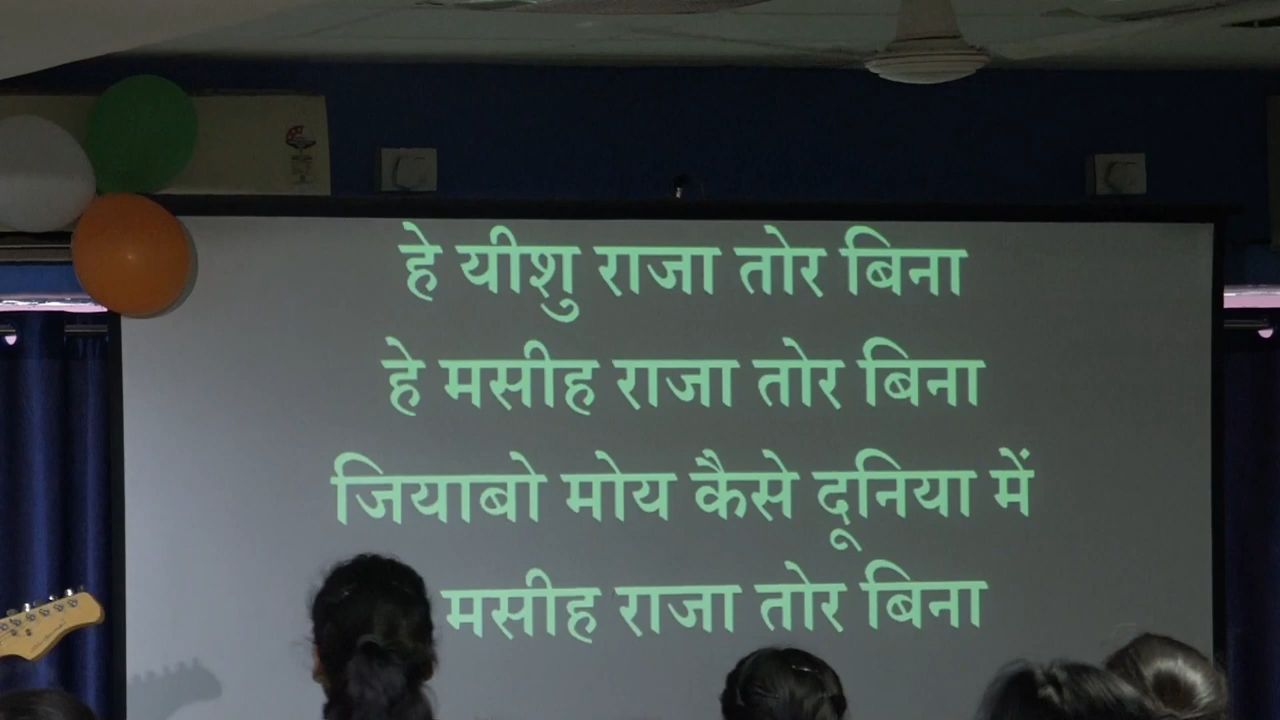 हे यीशु राजा तोर बिना
हे मसीह राजा तोर बिना
जियाबो मोय कैसे दूनिया में
मसीह राजा तोर बिना